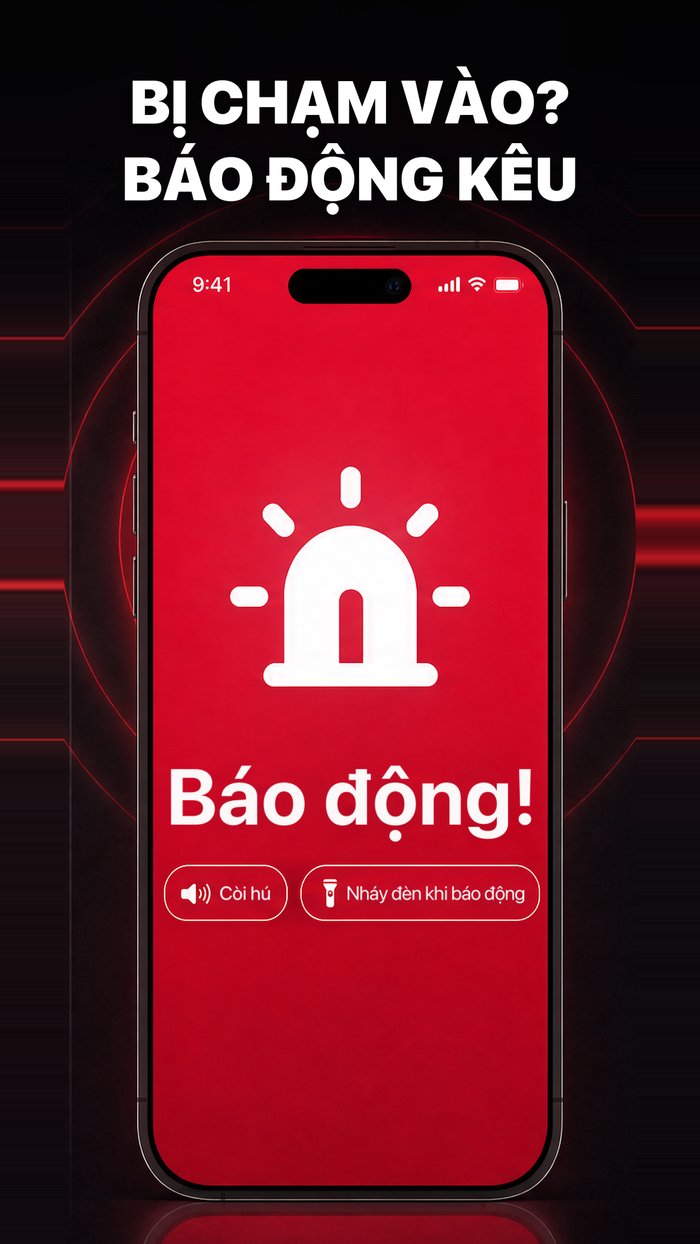 BỊ CHẠM VÀO?
BÁO ĐỘNG KÊU
9:41
Báo động!
Còi hú
Nháy đèn khi báo động